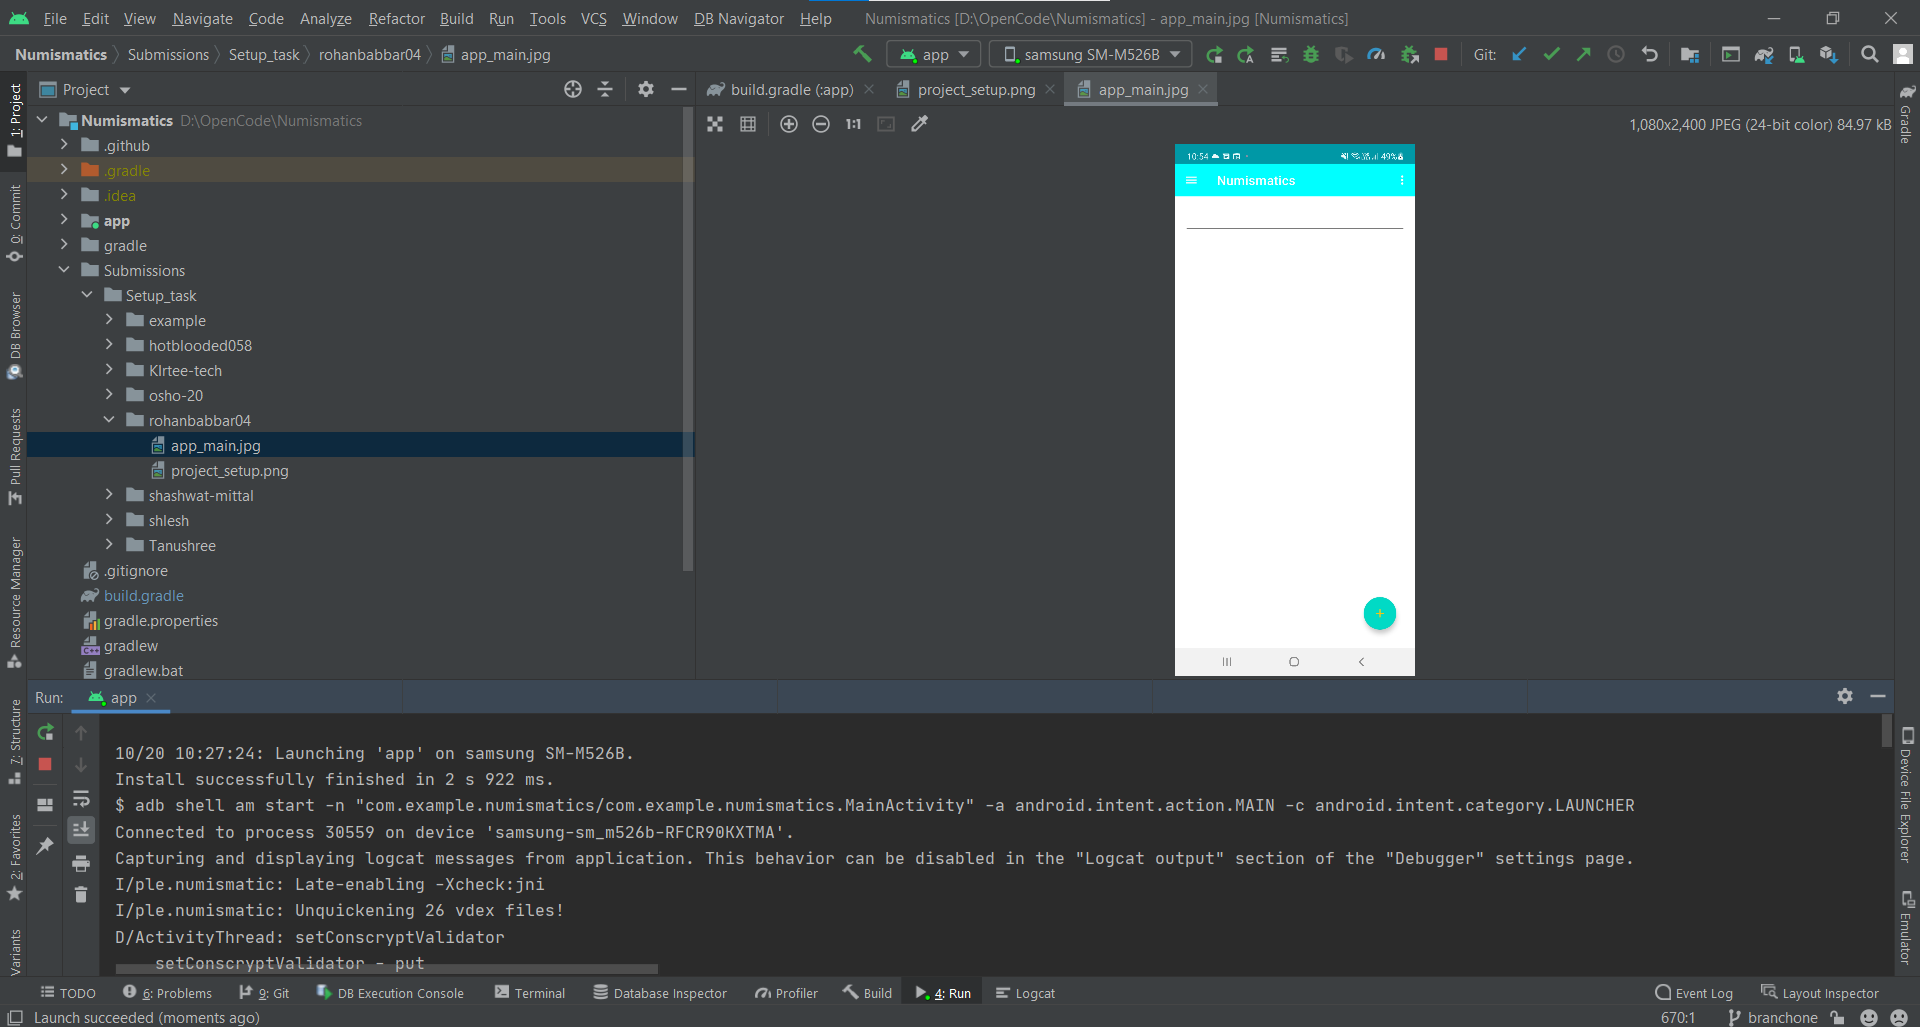 File Edit View Navigate Code Analyze Refactor Build Run Tools VCS Window DB Navigator Help Numismatics [D:\OpenCode\Numismatics] - app_main.jpg [Numismatics]
Numismatics Submissions Setup_task rohanbabbar04 app_main.jpg app samsung SM-M526B Git:
Project
build.gradle (:app) project_setup.png app_main.jpg
1:1 1,080x2,400 JPEG (24-bit color) 84.97 kB
1: Project
0: Commit
DB Browser
Pull Requests
Resource Manager
7: Structure
2: Favorites
Variants
Numismatics D:\OpenCode\Numismatics
.github
.gradle
.idea
app
gradle
Submissions
Setup_task
example
hotblooded058
KIrtee-tech
osho-20
rohanbabbar04
app_main.jpg
project_setup.png
shashwat-mittal
shlesh
Tanushree
.gitignore
build.gradle
gradle.properties
gradlew
gradlew.bat
10:54 49%
Numismatics
Gradle
Device File Explorer
Emulator
Run: app
10/20 10:27:24: Launching 'app' on samsung SM-M526B.
Install successfully finished in 2 s 922 ms.
$ adb shell am start -n "com.example.numismatics/com.example.numismatics.MainActivity" -a android.intent.action.MAIN -c android.intent.category.LAUNCHER
Connected to process 30559 on device 'samsung-sm_m526b-RFCR90KXTMA'.
Capturing and displaying logcat messages from application. This behavior can be disabled in the "Logcat output" section of the "Debugger" settings page.
I/ple.numismatic: Late-enabling -Xcheck:jni
I/ple.numismatic: Unquickening 26 vdex files!
D/ActivityThread: setConscryptValidator
setConscryptValidator - put
TODO 6: Problems 9: Git DB Execution Console Terminal Database Inspector Profiler Build 4: Run Logcat Event Log Layout Inspector
Launch succeeded (moments ago) 670:1 branchone